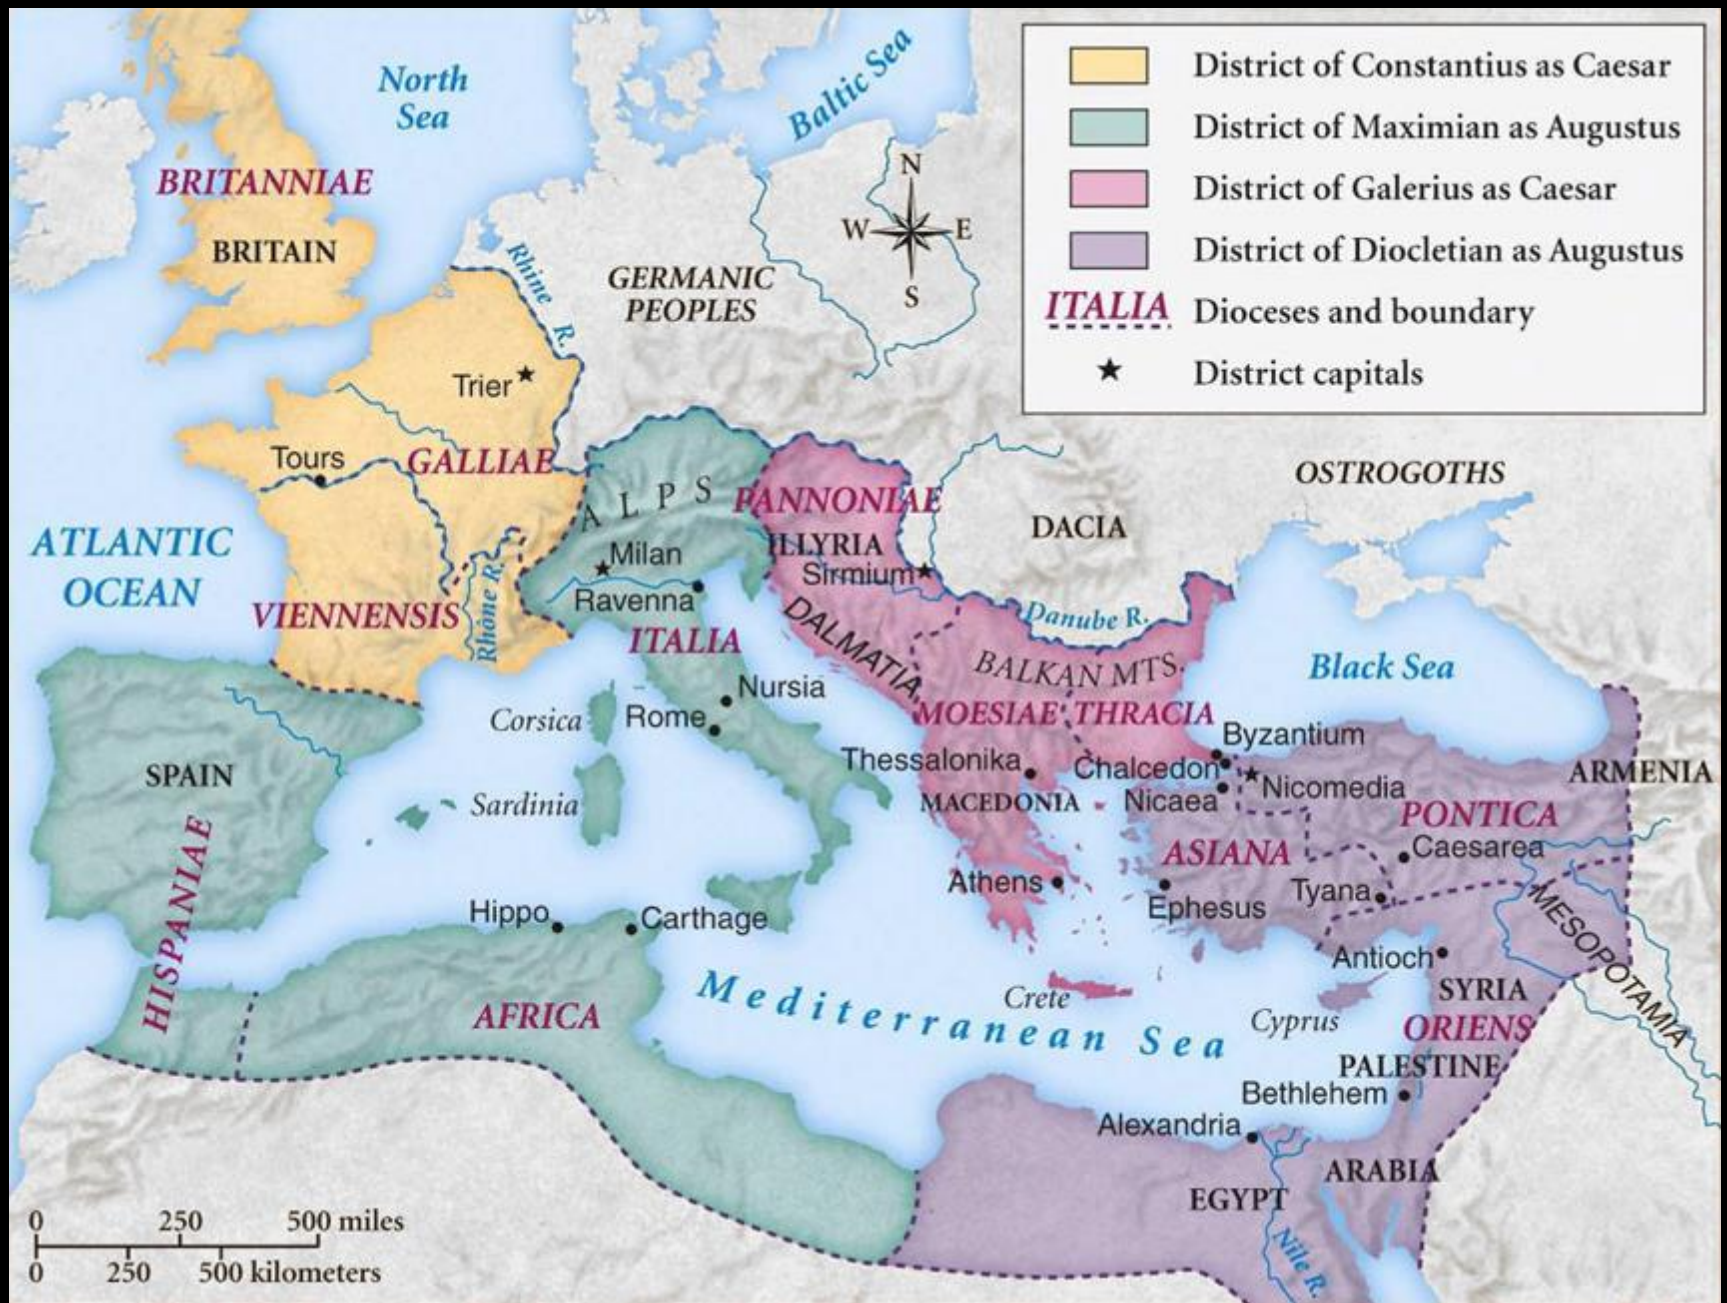 North
Sea
Baltic Sea
District of Constantius as Caesar
District of Maximian as Augustus
District of Galerius as Caesar
District of Diocletian as Augustus
ITALIA Dioceses and boundary
District capitals
N
W E
S
BRITANNIAE
BRITAIN
Rhine R.
GERMANIC
PEOPLES
Trier
Tours
GALLIAE
ALPS
PANNONIAE
OSTROGOTHS
DACIA
ILLYRIA
Sirmium
ATLANTIC
OCEAN
Milan
Ravenna
VIENNENSIS
Rhône R.
ITALIA
DALMATIA
Danube R.
BALKAN MTS.
Black Sea
Nursia
Corsica
Rome
MOESIAE
THRACIA
Byzantium
Thessalonika
Chalcedon
Nicomedia
ARMENIA
SPAIN
Sardinia
MACEDONIA
Nicaea
PONTICA
HISPANIAE
ASIANA
Caesarea
Athens
Tyana
Ephesus
MESOPOTAMIA
Hippo
Carthage
Antioch
AFRICA
Mediterranean Sea
Crete
Cyprus
SYRIA
ORIENS
PALESTINE
Bethlehem
Alexandria
ARABIA
EGYPT
Nile R.
0 250 500 miles
0 250 500 kilometers